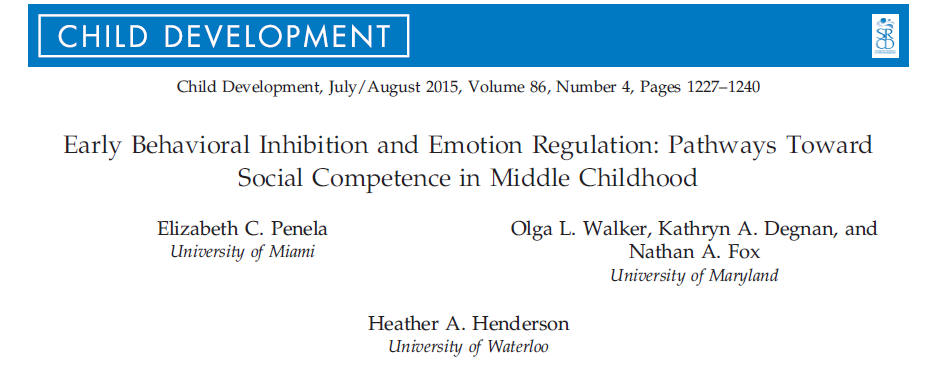 CHILD DEVELOPMENT
SRCD
Child Development, July/August 2015, Volume 86, Number 4, Pages 1227–1240
Early Behavioral Inhibition and Emotion Regulation: Pathways Toward
Social Competence in Middle Childhood
Elizabeth C. Penela
University of Miami
Olga L. Walker, Kathryn A. Degnan, and
Nathan A. Fox
University of Maryland
Heather A. Henderson
University of Waterloo